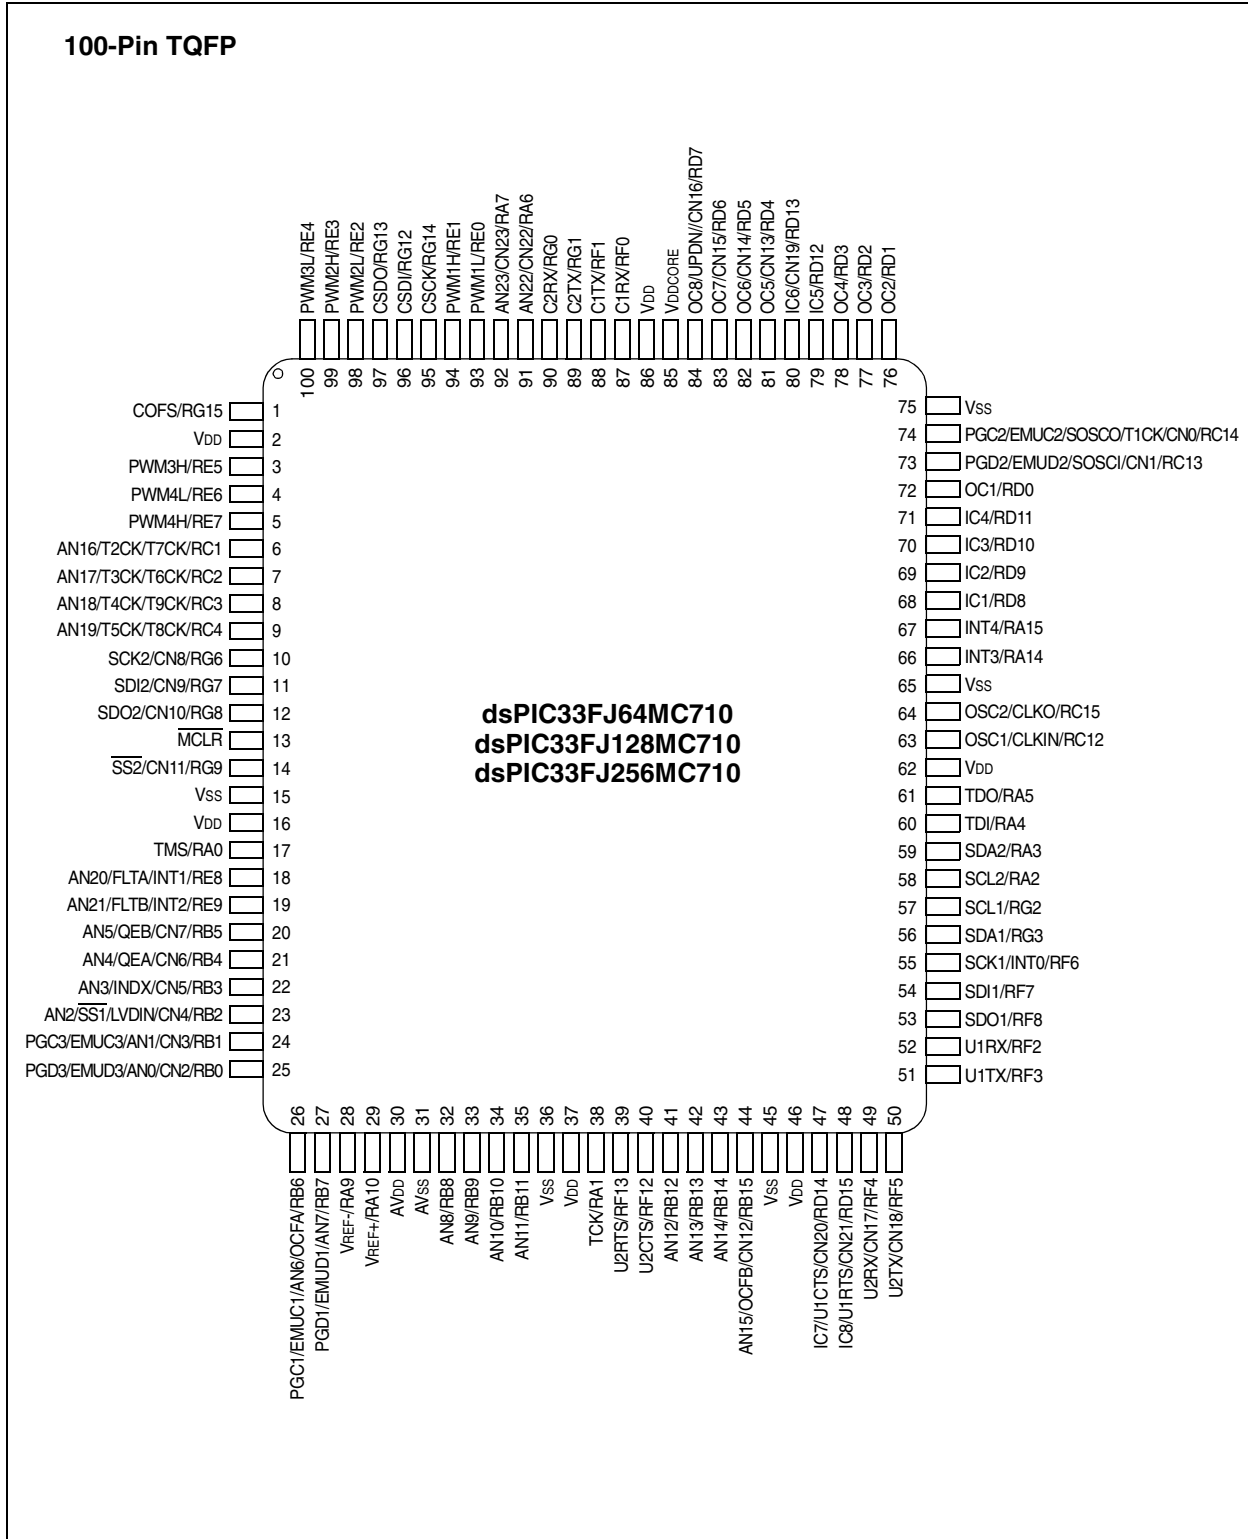 100-Pin TQFP
PWM3L/RE4
PWM2H/RE3
PWM2L/RE2
CSDO/RG13
CSDI/RG12
CSCK/RG14
PWM1H/RE1
PWM1L/RE0
AN23/CN23/RA7
AN22/CN22/RA6
C2RX/RG0
C2TX/RG1
C1TX/RF1
C1RX/RF0
VDD
VDDCORE
OC8/UPDN//CN16/RD7
OC7/CN15/RD6
OC6/CN14/RD5
OC5/CN13/RD4
IC6/CN19/RD13
IC5/RD12
OC4/RD3
OC3/RD2
OC2/RD1
100 99 98 97 96 95 94 93 92 91 90 89 88 87 86 85 84 83 82 81 80 79 78 77 76
COFS/RG15 1
VDD 2
PWM3H/RE5 3
PWM4L/RE6 4
PWM4H/RE7 5
AN16/T2CK/T7CK/RC1 6
AN17/T3CK/T6CK/RC2 7
AN18/T4CK/T9CK/RC3 8
AN19/T5CK/T8CK/RC4 9
SCK2/CN8/RG6 10
SDI2/CN9/RG7 11
SDO2/CN10/RG8 12
MCLR 13
SS2/CN11/RG9 14
VSS 15
VDD 16
TMS/RA0 17
AN20/FLTA/INT1/RE8 18
AN21/FLTB/INT2/RE9 19
AN5/QEB/CN7/RB5 20
AN4/QEA/CN6/RB4 21
AN3/INDX/CN5/RB3 22
AN2/SS1/LVDIN/CN4/RB2 23
PGC3/EMUC3/AN1/CN3/RB1 24
PGD3/EMUD3/AN0/CN2/RB0 25
dsPIC33FJ64MC710
dsPIC33FJ128MC710
dsPIC33FJ256MC710
75 VSS
74 PGC2/EMUC2/SOSCO/T1CK/CN0/RC14
73 PGD2/EMUD2/SOSCI/CN1/RC13
72 OC1/RD0
71 IC4/RD11
70 IC3/RD10
69 IC2/RD9
68 IC1/RD8
67 INT4/RA15
66 INT3/RA14
65 VSS
64 OSC2/CLKO/RC15
63 OSC1/CLKIN/RC12
62 VDD
61 TDO/RA5
60 TDI/RA4
59 SDA2/RA3
58 SCL2/RA2
57 SCL1/RG2
56 SDA1/RG3
55 SCK1/INT0/RF6
54 SDI1/RF7
53 SDO1/RF8
52 U1RX/RF2
51 U1TX/RF3
26 27 28 29 30 31 32 33 34 35 36 37 38 39 40 41 42 43 44 45 46 47 48 49 50
PGC1/EMUC1/AN6/OCFA/RB6
PGD1/EMUD1/AN7/RB7
VREF-/RA9
VREF+/RA10
AVDD
AVSS
AN8/RB8
AN9/RB9
AN10/RB10
AN11/RB11
VSS
VDD
TCK/RA1
U2RTS/RF13
U2CTS/RF12
AN12/RB12
AN13/RB13
AN14/RB14
AN15/OCFB/CN12/RB15
VSS
VDD
IC7/U1CTS/CN20/RD14
IC8/U1RTS/CN21/RD15
U2RX/CN17/RF4
U2TX/CN18/RF5